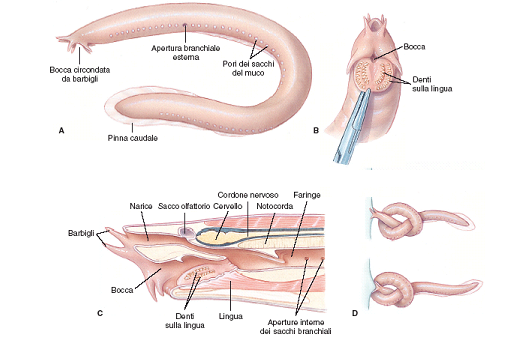 Apertura branchiale
esterna
Pori dei sacchi
del muco
Bocca circondata
da barbigli
Pinna caudale
A
Bocca
Denti
sulla lingua
B
Cordone nervoso
Faringe
Narice
Sacco olfattorio
Cervello
Notocorda
Barbigli
Bocca
Denti
sulla lingua
Lingua
Aperture interne
dei sacchi branchiali
C
D